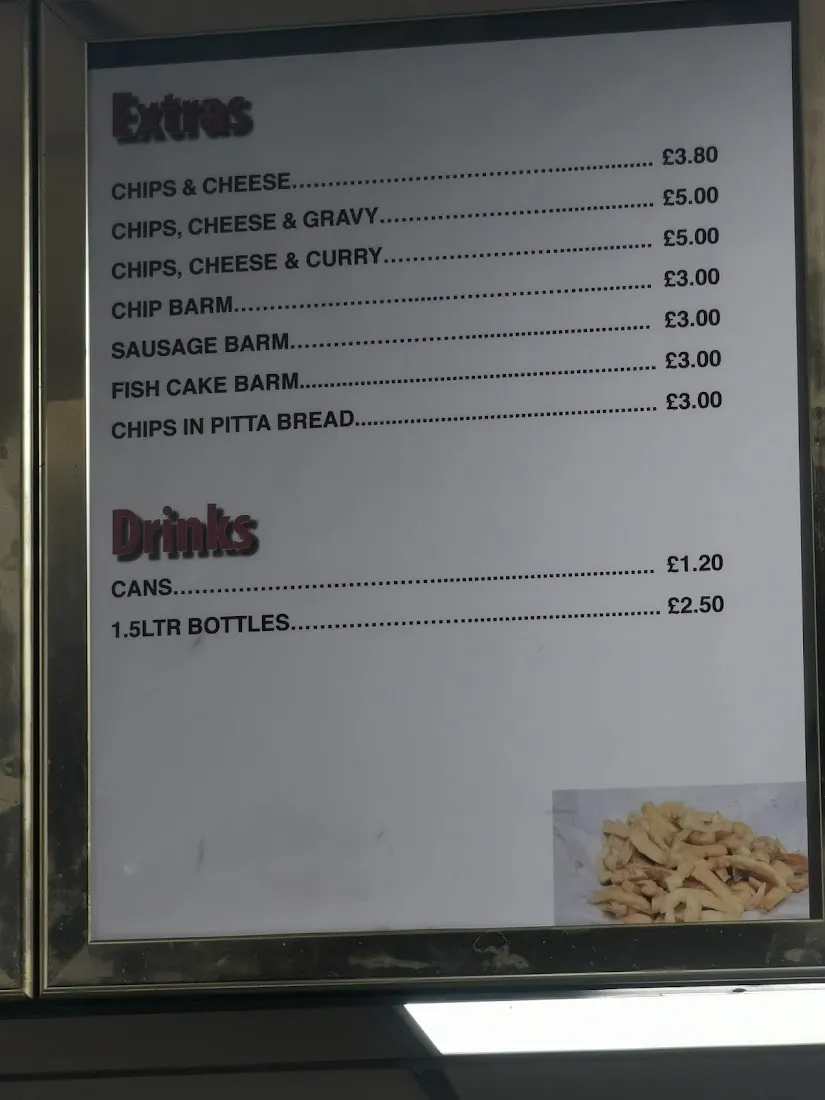 Extras
CHIPS & CHEESE................................................ £3.80
CHIPS, CHEESE & GRAVY..................................... £5.00
CHIPS, CHEESE & CURRY..................................... £5.00
CHIP BARM......................................................... £3.00
SAUSAGE BARM.................................................. £3.00
FISH CAKE BARM................................................. £3.00
CHIPS IN PITTA BREAD.......................................... £3.00
Drinks
CANS................................................................. £1.20
1.5LTR BOTTLES.................................................. £2.50